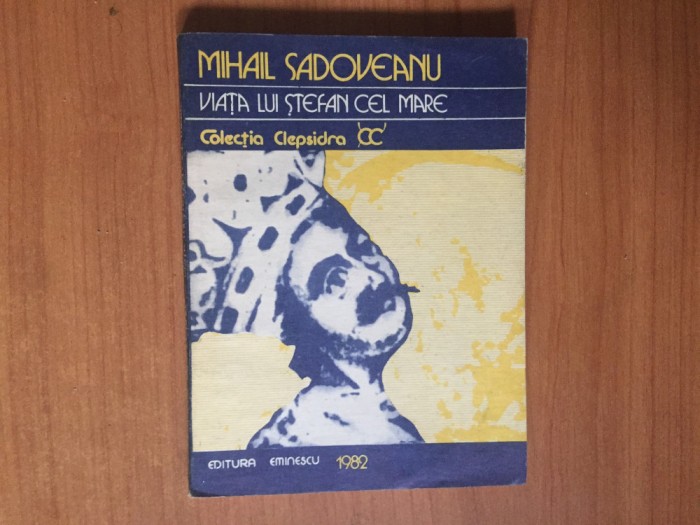 MIHAIL SADOVEANU
VIAȚA LUI ȘTEFAN CEL MARE
Colecția Clepsidra 'CC'
EDITURA EMINESCU 1982